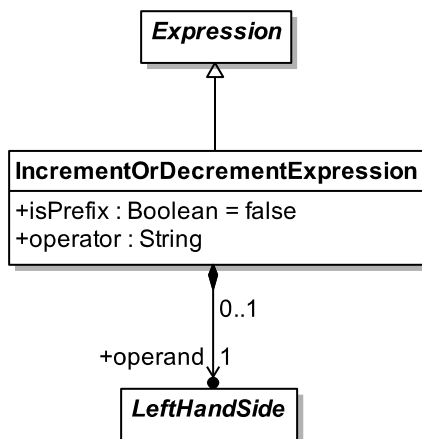 Expression
IncrementOrDecrementExpression
+isPrefix : Boolean = false
+operator : String
0..1
+operand 1
LeftHandSide